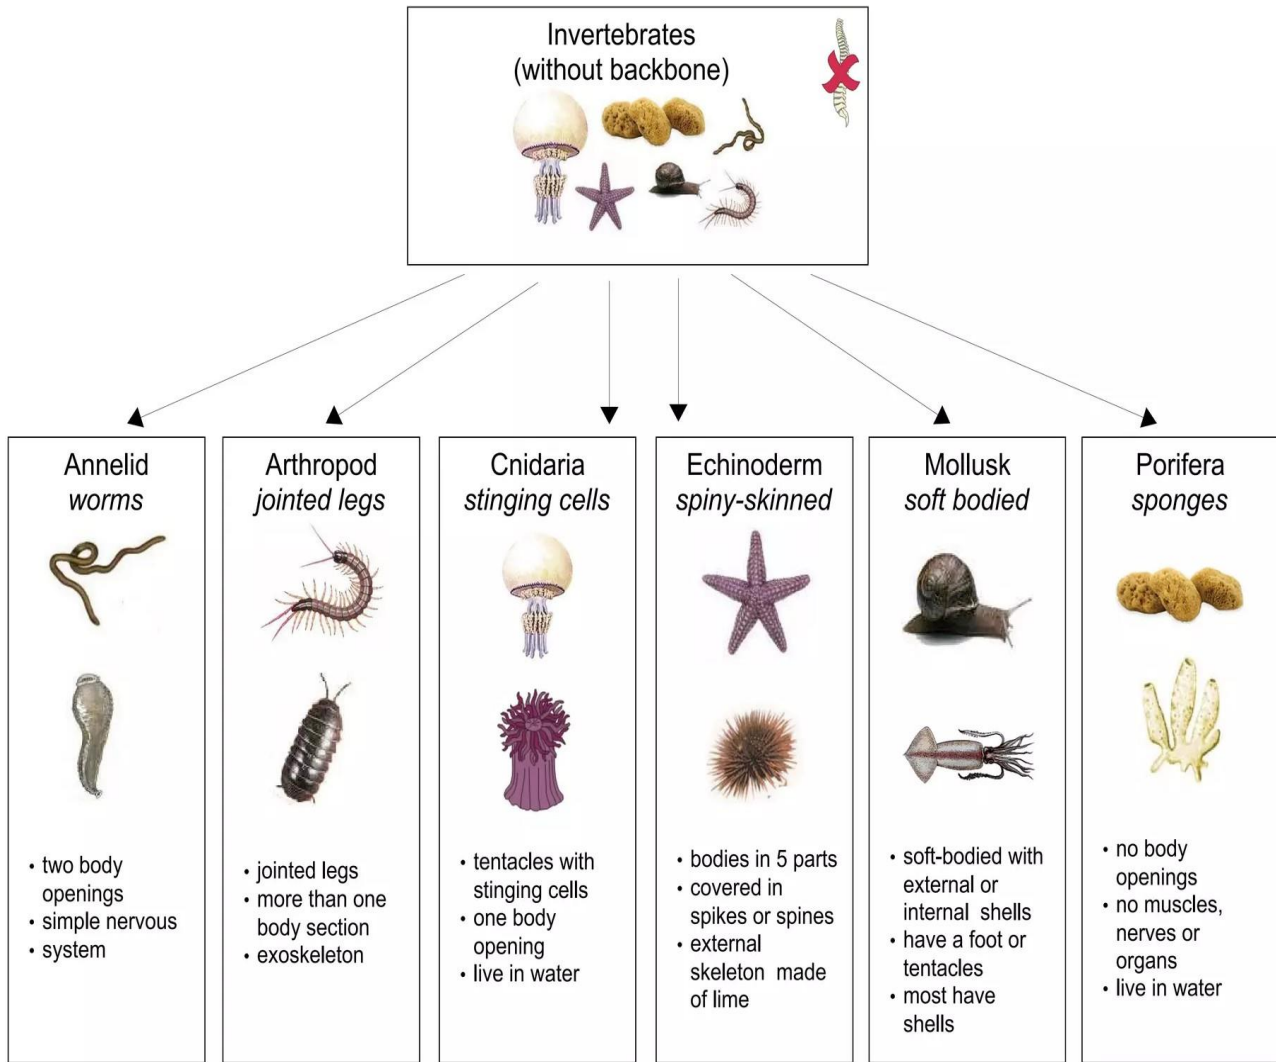 Invertebrates
(without backbone)
Annelid
worms
• two body
openings
• simple nervous
• system
Arthropod
jointed legs
• jointed legs
• more than one
body section
• exoskeleton
Cnidaria
stinging cells
• tentacles with
stinging cells
• one body
opening
• live in water
Echinoderm
spiny-skinned
• bodies in 5 parts
• covered in
spikes or spines
• external
skeleton made
of lime
Mollusk
soft bodied
• soft-bodied with
external or
internal shells
• have a foot or
tentacles
• most have
shells
Porifera
sponges
• no body
openings
• no muscles,
nerves or
organs
• live in water